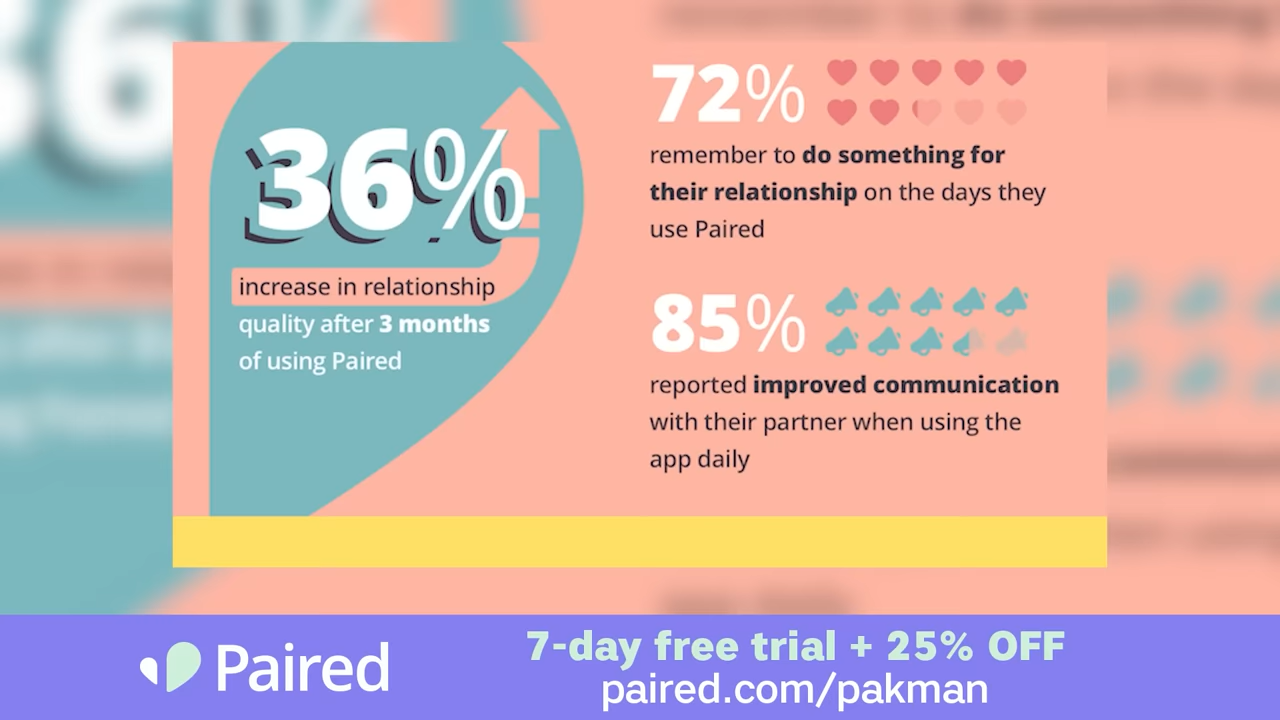 36%
increase in relationship
quality after 3 months
of using Paired
72%
remember to do something for
their relationship on the days they
use Paired
85%
reported improved communication
with their partner when using the
app daily
Paired
7-day free trial + 25% OFF
paired.com/pakman